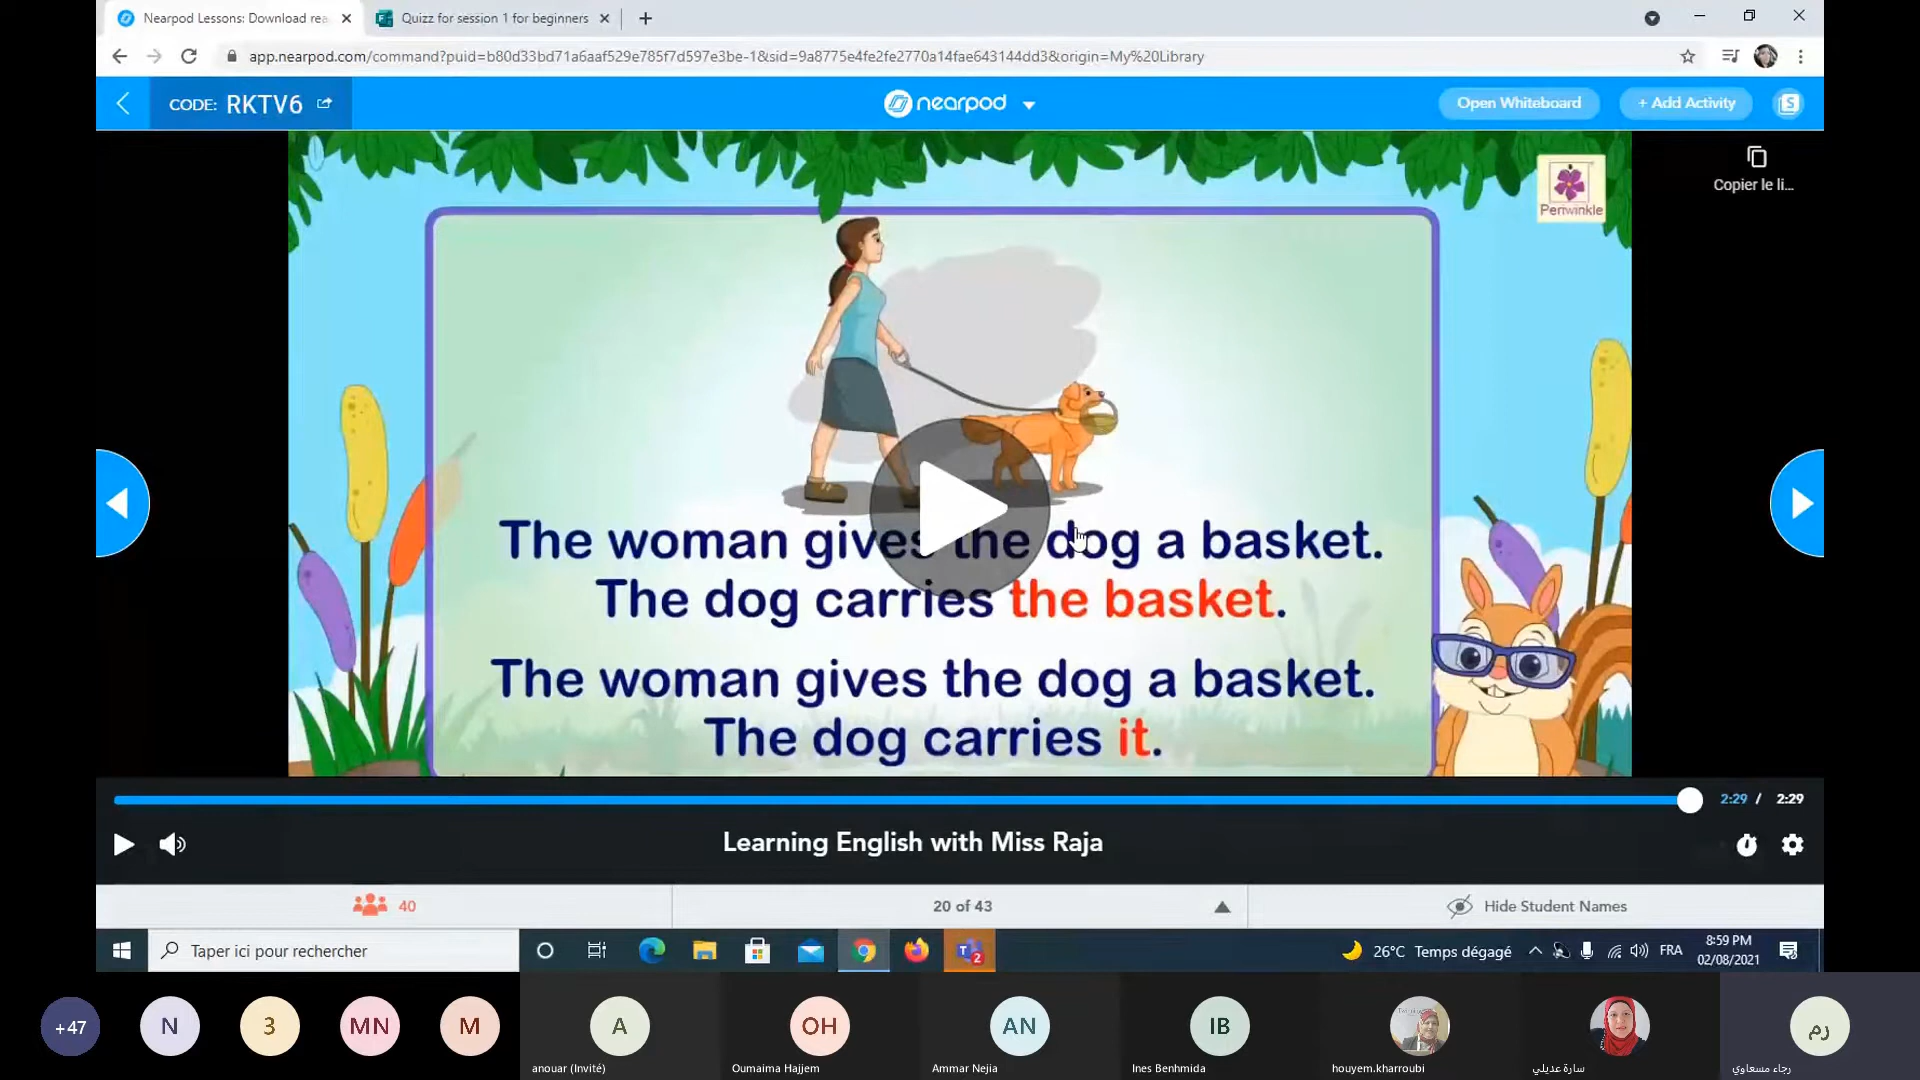 Nearpod Lessons: Download rea
Quizz for session 1 for beginners
app.nearpod.com/command?puid=b80d33bd71a6aaf529e785f7d597e3be-1&sid=9a8775e4fe2fe2770a14fae643144dd3&origin=My%20Library
CODE: RKTV6
nearpod
Open Whiteboard
+ Add Activity
S
Copier le li...
Periwinkle
The woman gives the dog a basket.
The dog carries the basket.
The woman gives the dog a basket.
The dog carries it.
2:29 / 2:29
Learning English with Miss Raja
40
20 of 43
Hide Student Names
Taper ici pour rechercher
2
26°C Temps dégagé
FRA
8:59 PM
02/08/2021
+47
N
3
MN
M
A
OH
AN
IB
رم
anouar (Invité)
Oumaima Hajjem
Ammar Nejia
Ines Benhmida
houyem.kharroubi
سارة عديلي
رجاء مسعاوي